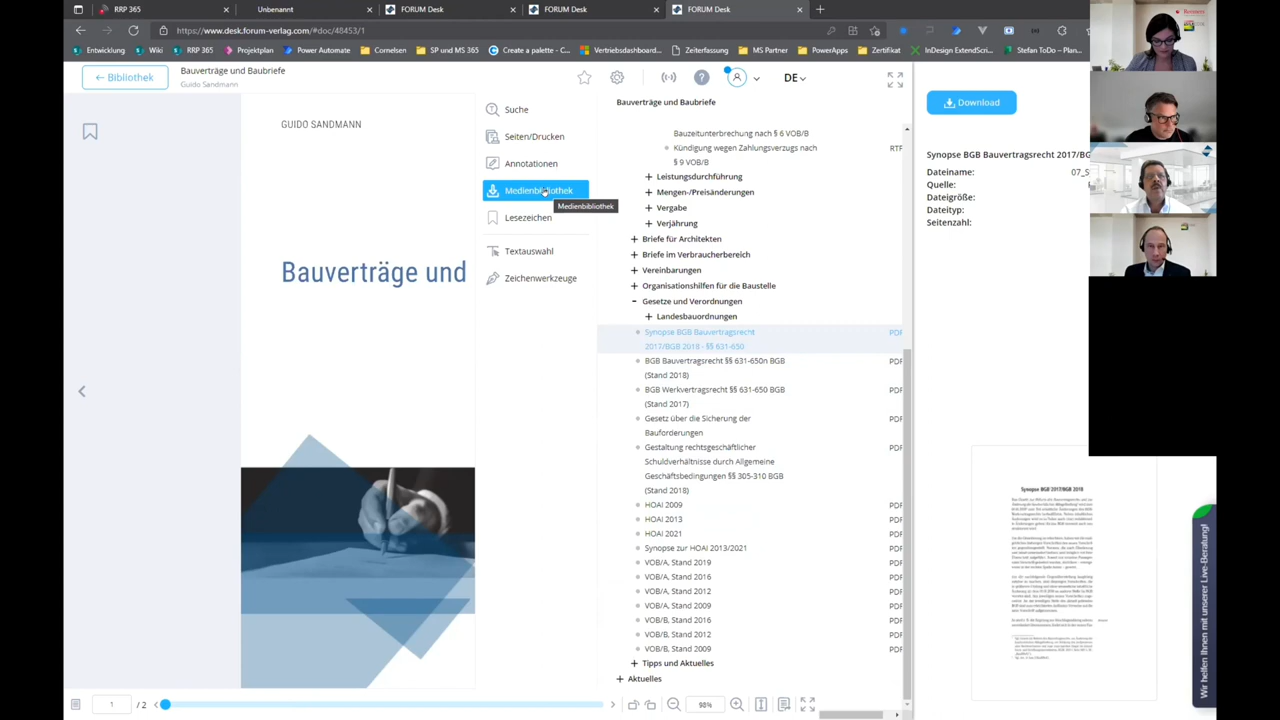 RRP 365
Unbenannt
FORUM Desk
FORUM Desk
FORUM Desk
https://www.desk.forum-verlag.com/#doc/48453/1
Entwicklung
Wiki
RRP 365
Projektplan
Power Automate
Cornelsen
SP und MS 365
Create a palette - C...
Vertriebsdashboard...
Zeiterfassung
MS Partner
PowerApps
Zertifikat
InDesign ExtendScri...
Stefan ToDo – Plan...
← Bibliothek
Bauverträge und Baubriefe
Guido Sandmann
DE
GUIDO SANDMANN
Bauverträge und
Suche
Seiten/Drucken
Annotationen
Medienbibliothek
Medienbibliothek
Lesezeichen
Textauswahl
Zeichenwerkzeuge
Bauverträge und Baubriefe
Bauzeitunterbrechung nach § 6 VOB/B
Kündigung wegen Zahlungsverzugs nach RTF
§ 9 VOB/B
Leistungsdurchführung
Mengen-/Preisänderungen
Vergabe
Verjährung
Briefe für Architekten
Briefe im Verbraucherbereich
Vereinbarungen
Organisationshilfen für die Baustelle
Gesetze und Verordnungen
Landesbauordnungen
Synopse BGB Bauvertragsrecht PDF
2017/BGB 2018 - §§ 631-650
BGB Bauvertragsrecht §§ 631-650n BGB PDF
(Stand 2018)
BGB Werkvertragsrecht §§ 631-650 BGB PDF
(Stand 2017)
Gesetz über die Sicherung der PDF
Bauforderungen
Gestaltung rechtsgeschäftlicher PDF
Schuldverhältnisse durch Allgemeine
Geschäftsbedingungen §§ 305-310 BGB
(Stand 2018)
HOAI 2009 PDF
HOAI 2013 PDF
HOAI 2021 PDF
Synopse zur HOAI 2013/2021 PDF
VOB/A, Stand 2019 PDF
VOB/A, Stand 2016 PDF
VOB/A, Stand 2012 PDF
VOB/A, Stand 2009 PDF
VOB/B, Stand 2016 PDF
VOB/B, Stand 2012 PDF
VOB/B, Stand 2009 PDF
Tipps und Aktuelles
Aktuelles
Download
Synopse BGB Bauvertragsrecht 2017/BG
Dateiname: 07_S
Quelle:
Dateigröße:
Dateityp:
Seitenzahl:
Synopse BGB 2017/BGB 2018
Wir helfen Ihnen mit unserer Live-Beratung!
1 / 2
98%